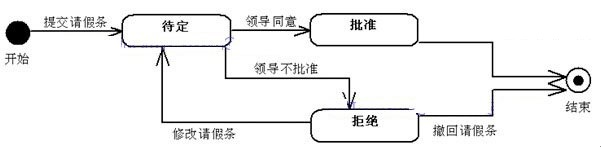 提交请假条
待定
领导同意
批准
开始
领导不批准
结束
修改请假条
拒绝
撤回请假条